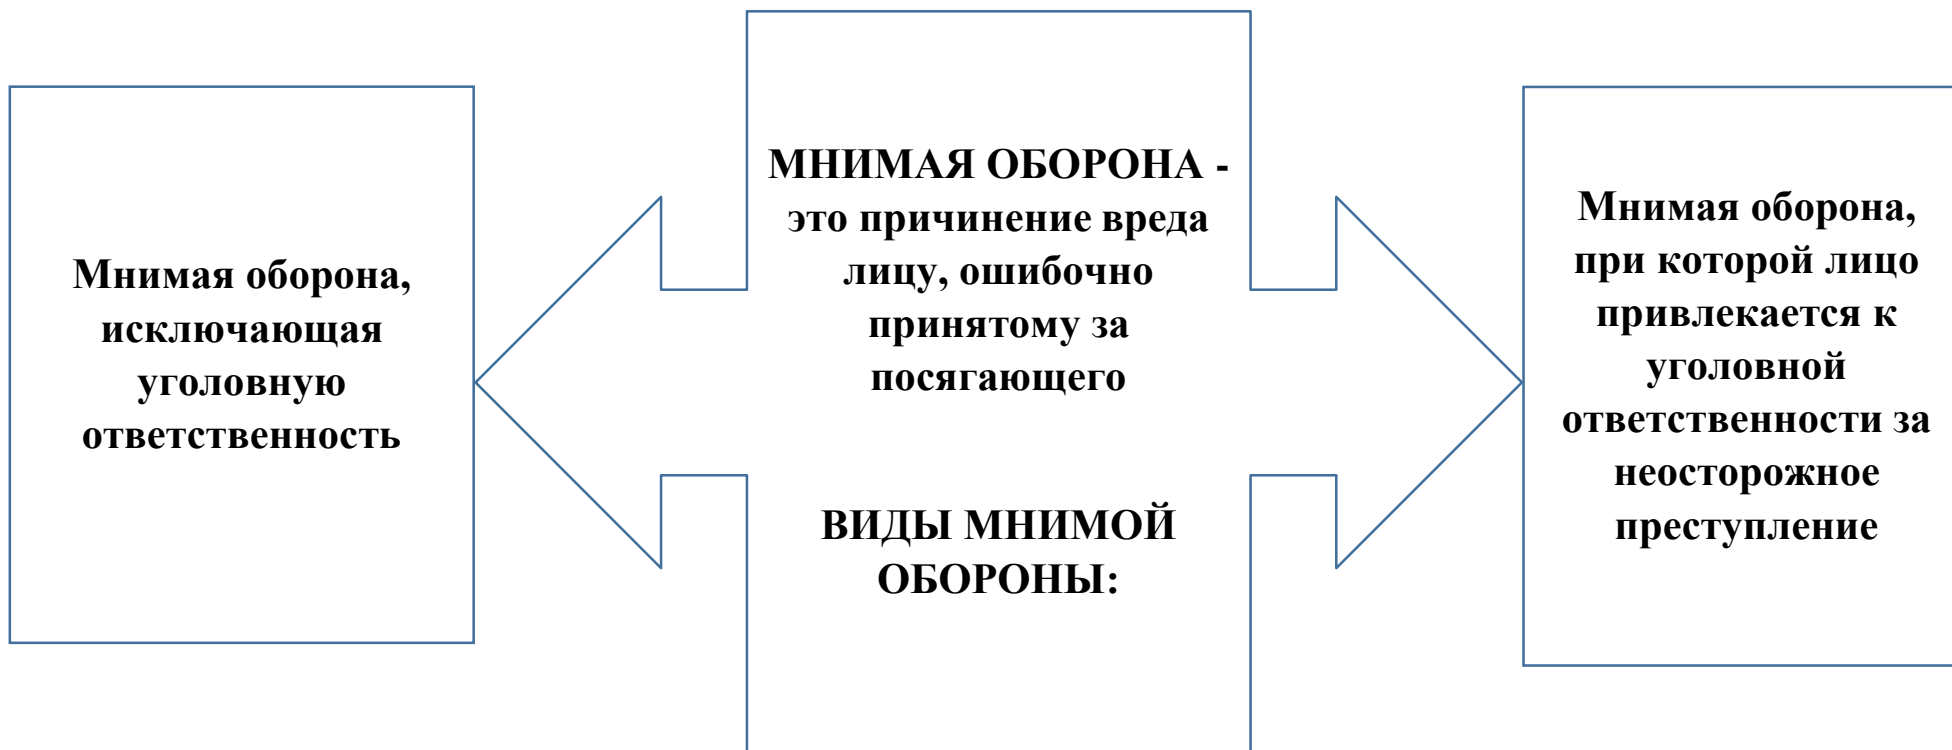 Мнимая оборона,
исключающая
уголовную
ответственность
МНИМАЯ ОБОРОНА -
это причинение вреда
лицу, ошибочно
принятому за
посягающего
ВИДЫ МНИМОЙ
ОБОРОНЫ:
Мнимая оборона,
при которой лицо
привлекается к
уголовной
ответственности за
неосторожное
преступление